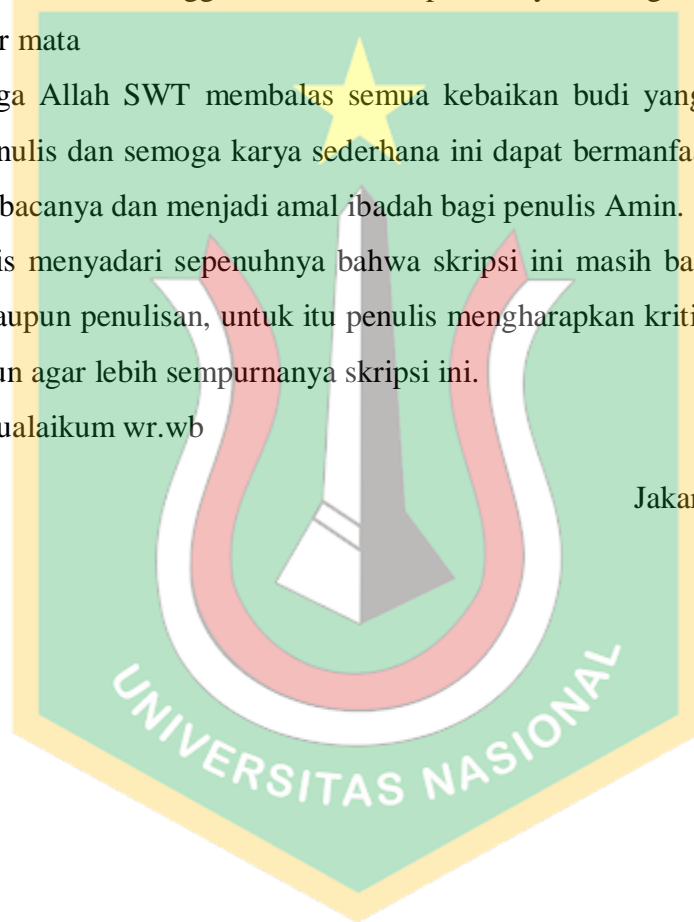 r mata
ga Allah SWT membalas semua kebaikan budi yang
nulis dan semoga karya sederhana ini dapat bermanfa
bacanya dan menjadi amal ibadah bagi penulis Amin.
is menyadari sepenuhnya bahwa skripsi ini masih ba
aupun penulisan, untuk itu penulis mengharapkan kriti
un agar lebih sempurnanya skripsi ini.
ualaikum wr.wb
Jakar
UNIVERSITAS NASIONAL